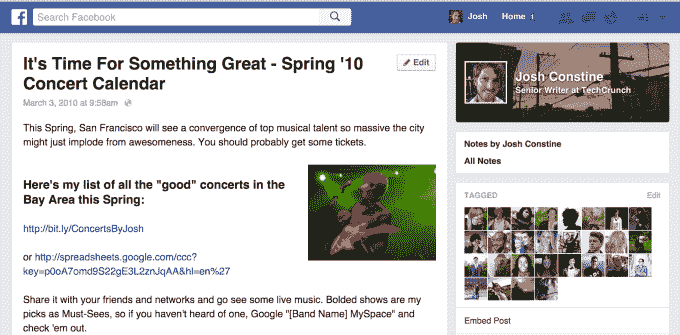 f Search Facebook Josh Home 1
It's Time For Something Great - Spring '10
Concert Calendar
Edit
March 3, 2010 at 9:58am
This Spring, San Francisco will see a convergence of top musical talent so massive the city
might just implode from awesomeness. You should probably get some tickets.
Here's my list of all the "good" concerts in the
Bay Area this Spring:
http://bit.ly/ConcertsByJosh
or http://spreadsheets.google.com/ccc?
key=p0oA7omd9S22gE3L2znJqAA&hl=en%27
Share it with your friends and networks and go see some live music. Bolded shows are my
picks as Must-Sees, so if you haven't heard of one, Google "[Band Name] MySpace" and
check 'em out.
Josh Constine
Senior Writer at TechCrunch
Notes by Josh Constine
All Notes
TAGGED Edit
Embed Post